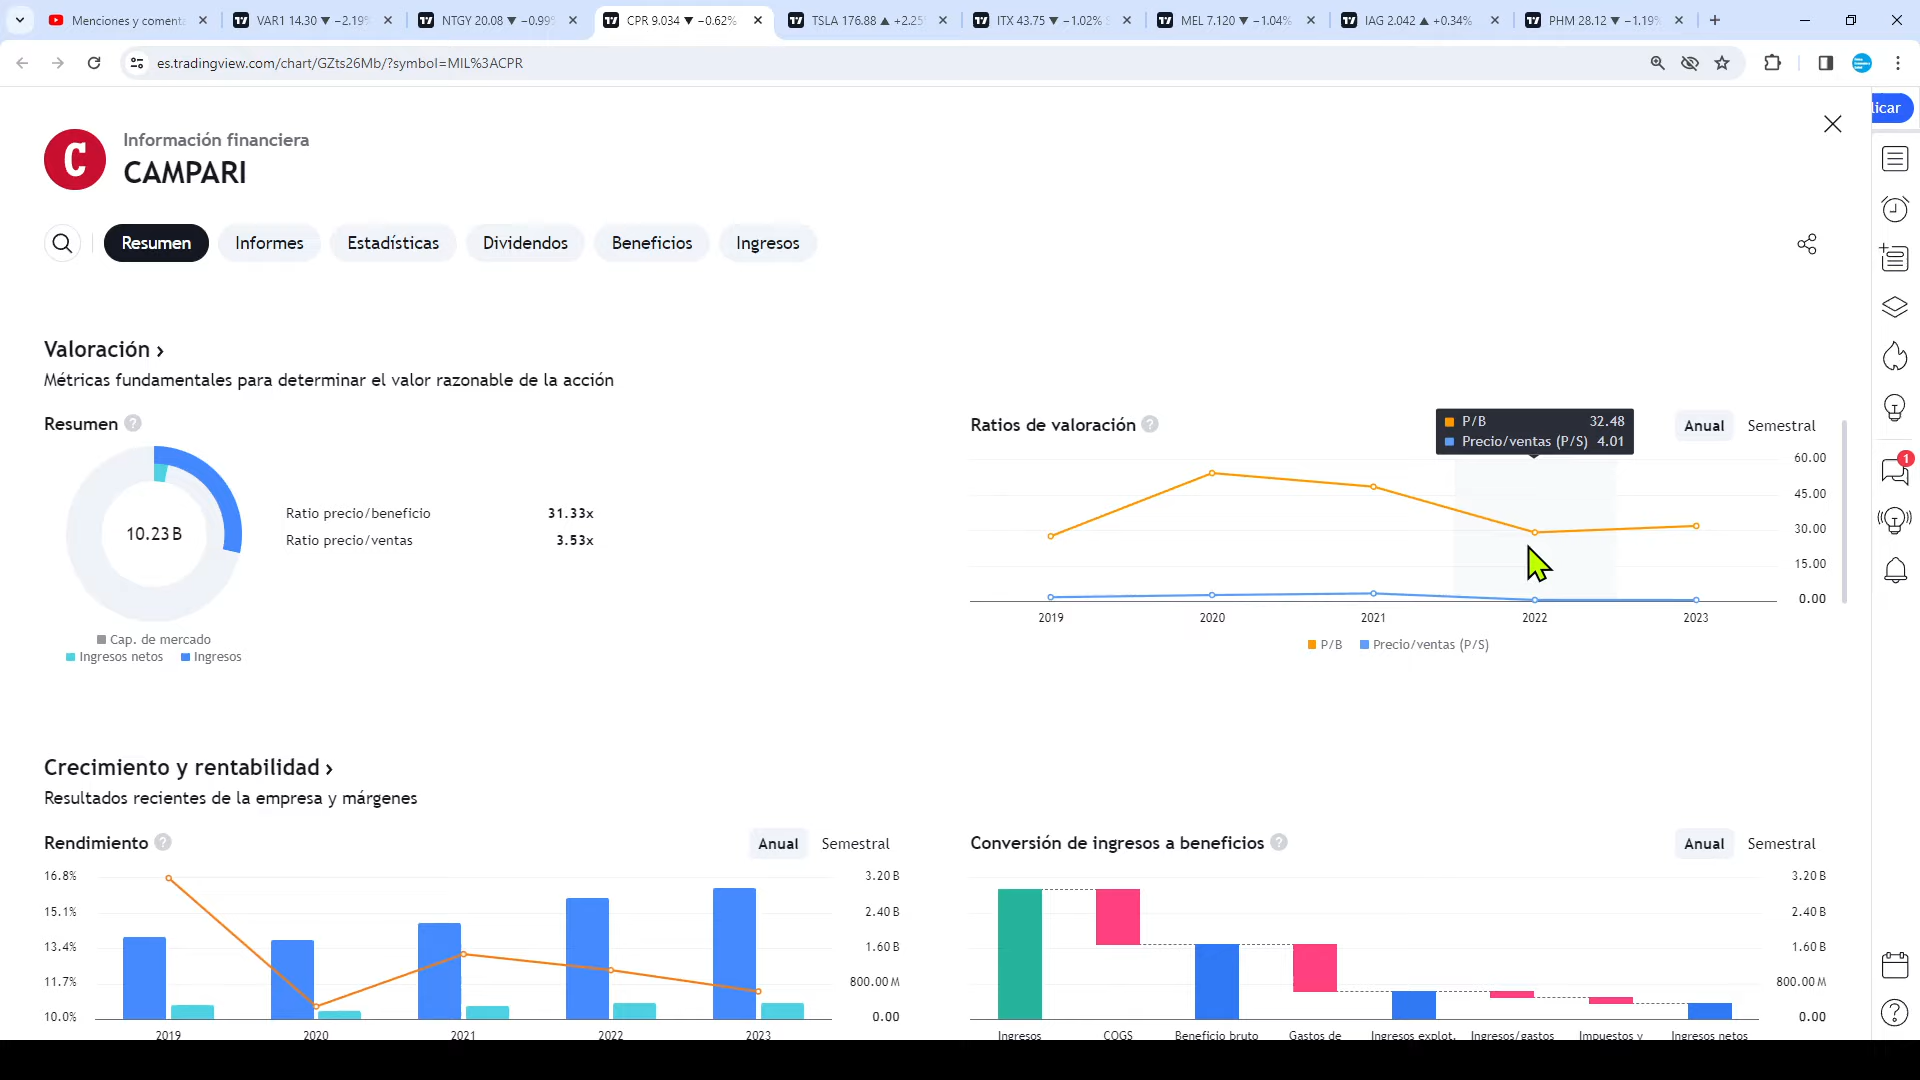 Menciones y comenta
VAR1 14.30 ▼ −2.19%
NTGY 20.08 ▼ −0.99%
CPR 9.034 ▼ −0.62%
TSLA 176.88 ▲ +2.25
ITX 43.75 ▼ −1.02% S
MEL 7.120 ▼ −1.04%
IAG 2.042 ▲ +0.34%
PHM 28.12 ▼ −1.19%
es.tradingview.com/chart/GZts26Mb/?symbol=MIL%3ACPR
licar
Información financiera
CAMPARI
Resumen
Informes
Estadísticas
Dividendos
Beneficios
Ingresos
Valoración ›
Métricas fundamentales para determinar el valor razonable de la acción
Resumen ?
10.23 B
Ratio precio/beneficio 31.33x
Ratio precio/ventas 3.53x
Cap. de mercado
Ingresos netos Ingresos
Ratios de valoración ?
P/B 32.48
Precio/ventas (P/S) 4.01
Anual Semestral
60.00
45.00
30.00
15.00
0.00
2019 2020 2021 2022 2023
P/B Precio/ventas (P/S)
1
Crecimiento y rentabilidad ›
Resultados recientes de la empresa y márgenes
Rendimiento ?
Anual Semestral
16.8% 3.20 B
15.1% 2.40 B
13.4% 1.60 B
11.7% 800.00 M
10.0% 0.00
2019 2020 2021 2022 2023
Conversión de ingresos a beneficios ?
Anual Semestral
3.20 B
2.40 B
1.60 B
800.00 M
0.00
Ingresos COGS Beneficio bruto Gastos de Ingresos explot. Ingresos/gastos Impuestos y Ingresos netos